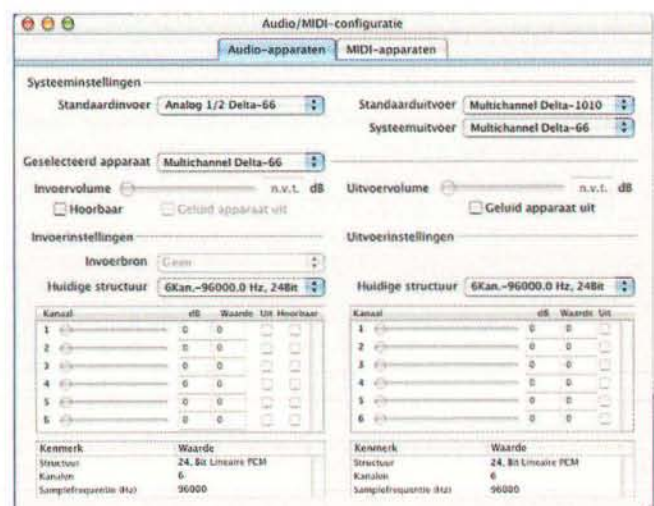 Audio/MIDI-configuratie
Audio-apparaten MIDI-apparaten
Systeeminstellingen
Standaardinvoer Analog 1/2 Delta-66
Standaarduitvoer Multichannel Delta-1010
Systeemuitvoer Multichannel Delta-66
Geselecteerd apparaat Multichannel Delta-66
Invoervolume n.v.t. dB
Hoorbaar Geluid apparaat uit
Uitvoervolume n.v.t. dB
Geluid apparaat uit
Invoerinstellingen
Invoerbron Geen
Huidige structuur 6Kan.-96000.0 Hz, 24Bit
Kanaal dB Waarde Uit Hoorbaar
1 0 0
2 0 0
3 0 0
4 0 0
5 0 0
6 0 0
Kenmerk Waarde
Structuur 24, Bit Lineaire PCM
Kanalen 6
Samplefrequentie (Hz) 96000
Uitvoerinstellingen
Huidige structuur 6Kan.-96000.0 Hz, 24Bit
Kanaal dB Waarde Uit
1 0 0
2 0 0
3 0 0
4 0 0
5 0 0
6 0 0
Kenmerk Waarde
Structuur 24, Bit Lineaire PCM
Kanalen 6
Samplefrequentie (Hz) 96000